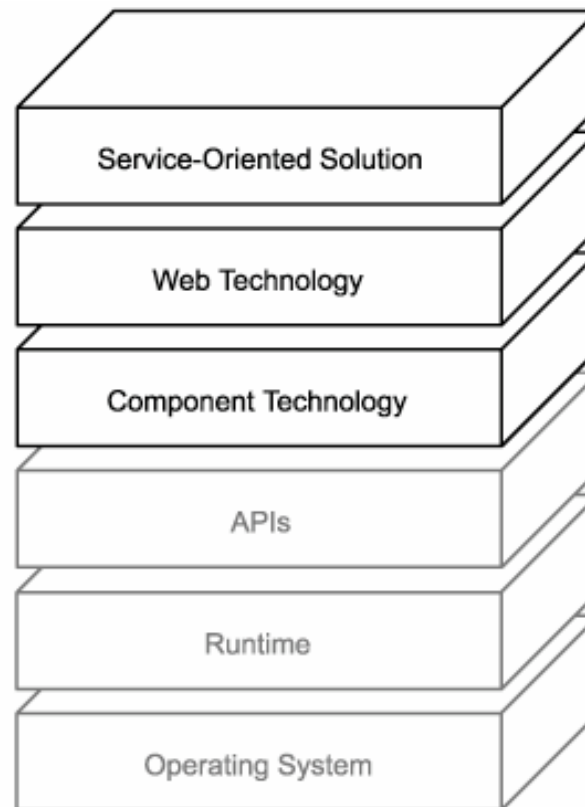 Service-Oriented Solution
Web Technology
Component Technology
APIs
Runtime
Operating System